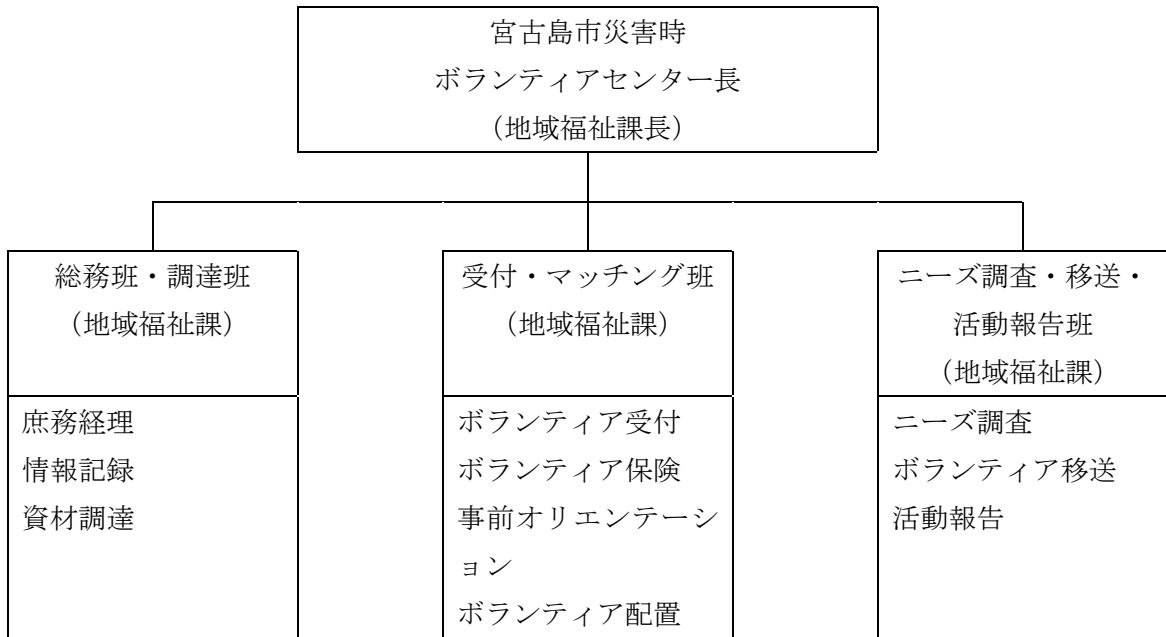 宮古島市災害時
ボランティアセンター長
（地域福祉課長）
総務班・調達班
（地域福祉課）
庶務経理
情報記録
資材調達
受付・マッチング班
（地域福祉課）
ボランティア受付
ボランティア保険
事前オリエンテーシ
ョン
ボランティア配置
ニーズ調査・移送・
活動報告班
（地域福祉課）
ニーズ調査
ボランティア移送
活動報告